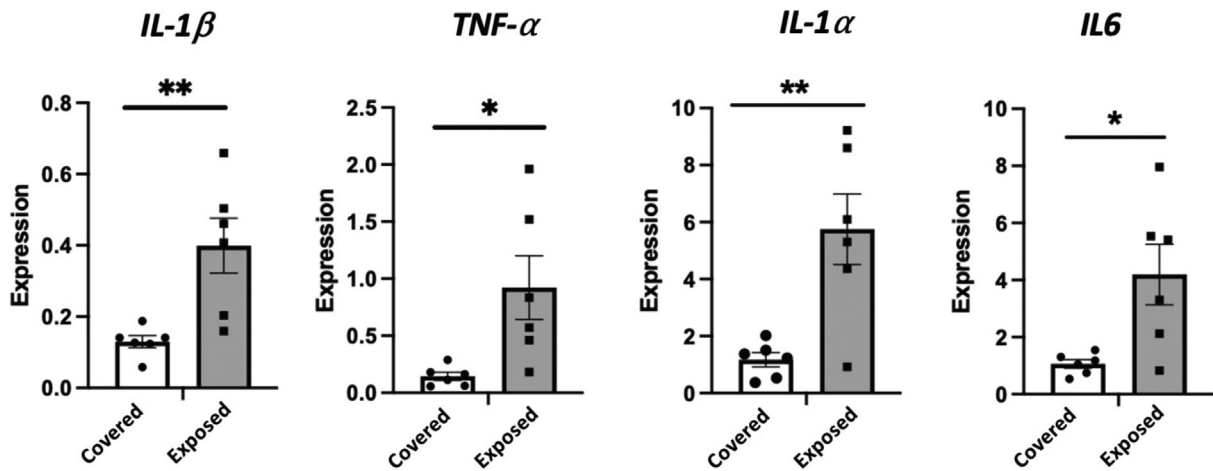 IL-1β
**
Expression
0.8
0.6
0.4
0.2
0.0
Covered
Exposed
TNF-α
*
Expression
2.5
2.0
1.5
1.0
0.5
0.0
Covered
Exposed
IL-1α
**
Expression
10
8
6
4
2
0
Covered
Exposed
IL6
*
Expression
10
8
6
4
2
0
Covered
Exposed